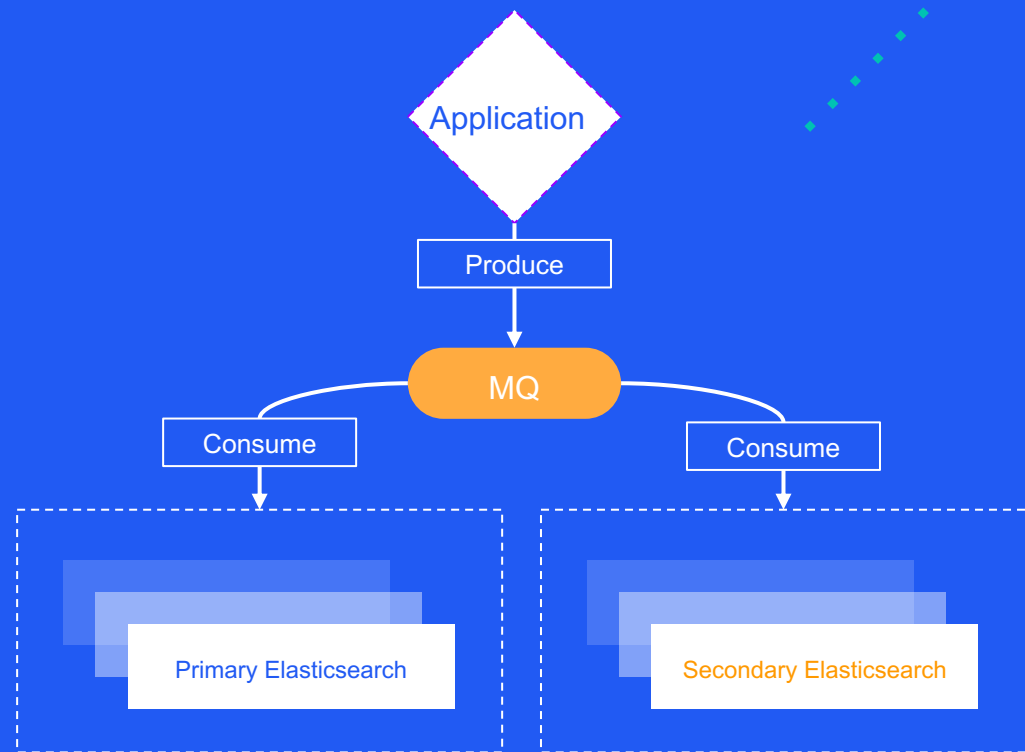 Application
Produce
MQ
Consume
Consume
Primary Elasticsearch
Secondary Elasticsearch